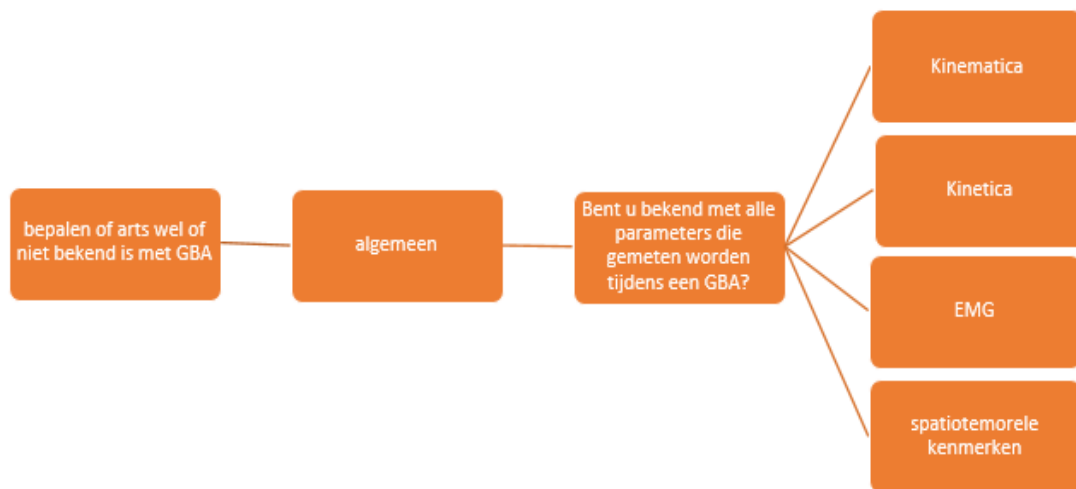 bepalen of arts wel of
niet bekend is met GBA
algemeen
Bent u bekend met alle
parameters die
gemeten worden
tijdens een GBA?
Kinematica
Kinetica
EMG
spatiotemorele
kenmerken